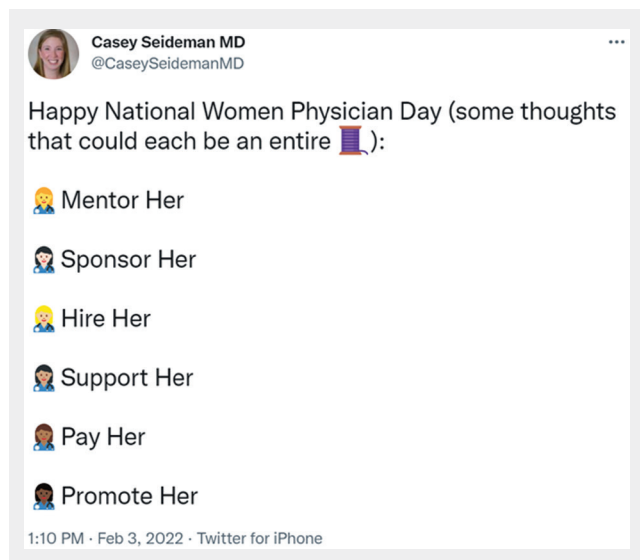 Casey Seideman MD
@CaseySeidemanMD
Happy National Women Physician Day (some thoughts
that could each be an entire 🧵):
👩‍⚕️ Mentor Her
👩🏻‍⚕️ Sponsor Her
👩🏼‍⚕️ Hire Her
👩🏽‍⚕️ Support Her
👩🏾‍⚕️ Pay Her
👩🏿‍⚕️ Promote Her
1:10 PM · Feb 3, 2022 · Twitter for iPhone